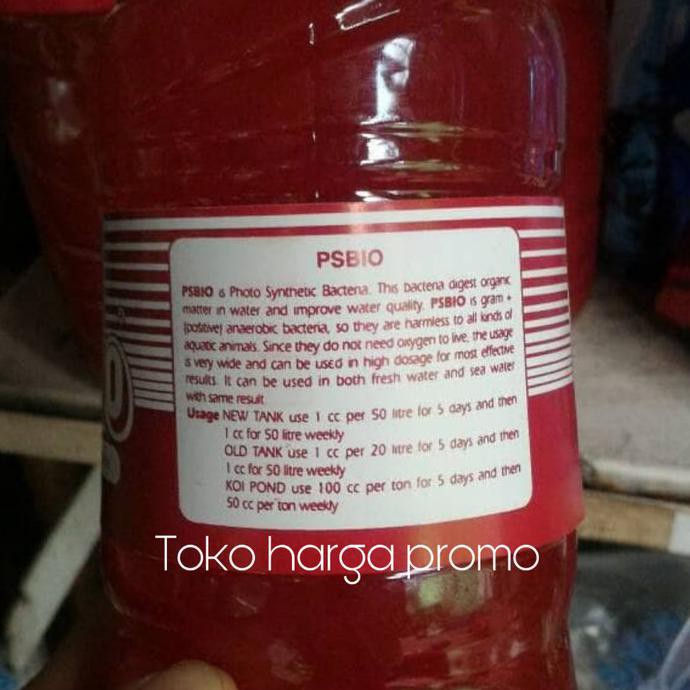 PSBIO
PSBIO is Photo Synthetic Bacteria. This bacteria digest organic
matter in water and improve water quality. PSBIO is gram +
(positive) anaerobic bacteria, so they are harmless to all kinds of
aquatic animals. Since they do not need oxygen to live, the usage
is very wide and can be used in high dosage for most effective
results. It can be used in both fresh water and sea water
with same result
Usage NEW TANK use 1 cc per 50 litre for 5 days and then
1 cc for 50 litre weekly
OLD TANK use 1 cc per 20 litre for 5 days and then
1 cc for 50 litre weekly
KOI POND use 100 cc per ton for 5 days and then
50 cc per ton weekly
Toko harga promo